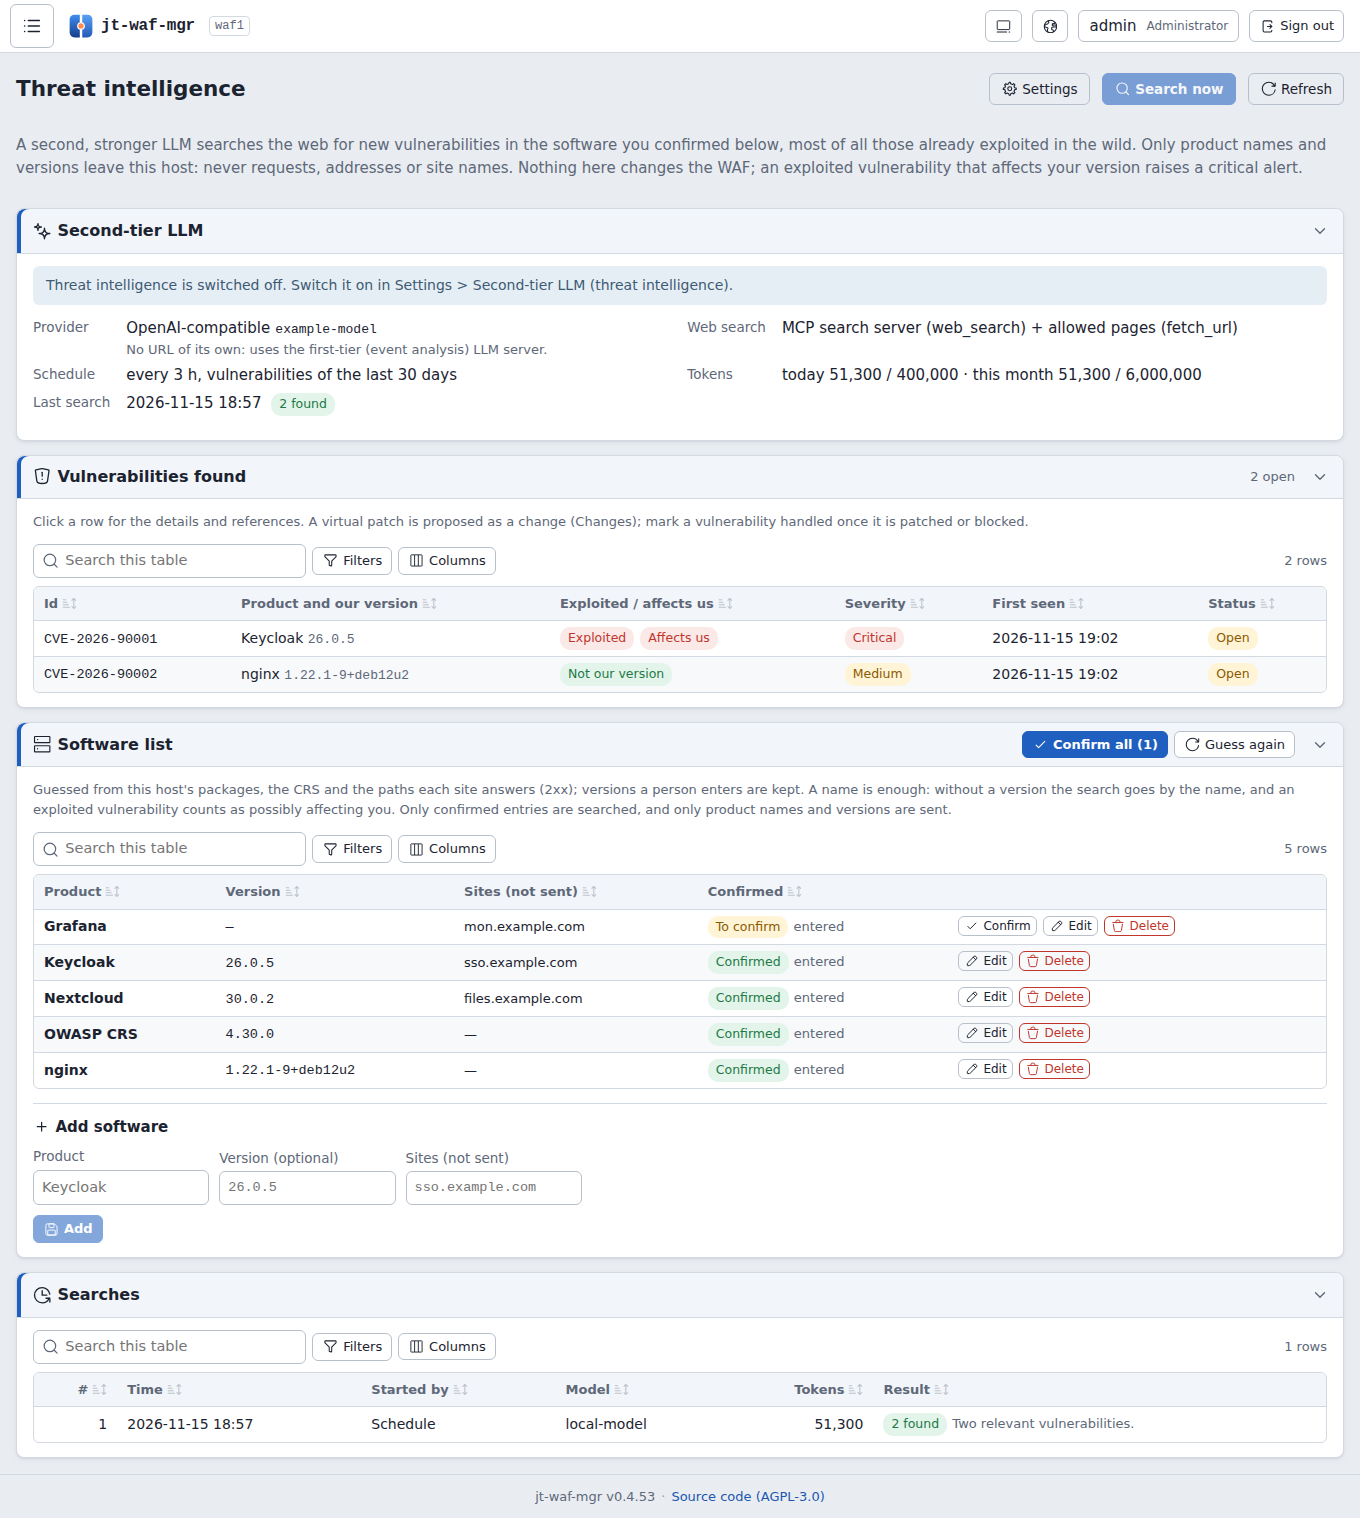 jt-waf-mgr waf1 admin Administrator Sign out
Threat intelligence Settings Search now Refresh
A second, stronger LLM searches the web for new vulnerabilities in the software you confirmed below, most of all those already exploited in the wild. Only product names and
versions leave this host: never requests, addresses or site names. Nothing here changes the WAF; an exploited vulnerability that affects your version raises a critical alert.
Second-tier LLM
Threat intelligence is switched off. Switch it on in Settings > Second-tier LLM (threat intelligence).
Provider OpenAI-compatible example-model Web search MCP search server (web_search) + allowed pages (fetch_url)
No URL of its own: uses the first-tier (event analysis) LLM server.
Schedule every 3 h, vulnerabilities of the last 30 days Tokens today 51,300 / 400,000 · this month 51,300 / 6,000,000
Last search 2026-11-15 18:57 2 found
Vulnerabilities found 2 open
Click a row for the details and references. A virtual patch is proposed as a change (Changes); mark a vulnerability handled once it is patched or blocked.
Search this table Filters Columns 2 rows
Id Product and our version Exploited / affects us Severity First seen Status
CVE-2026-90001 Keycloak 26.0.5 Exploited Affects us Critical 2026-11-15 19:02 Open
CVE-2026-90002 nginx 1.22.1-9+deb12u2 Not our version Medium 2026-11-15 19:02 Open
Software list Confirm all (1) Guess again
Guessed from this host's packages, the CRS and the paths each site answers (2xx); versions a person enters are kept. A name is enough: without a version the search goes by the name, and an
exploited vulnerability counts as possibly affecting you. Only confirmed entries are searched, and only product names and versions are sent.
Search this table Filters Columns 5 rows
Product Version Sites (not sent) Confirmed
Grafana — mon.example.com To confirm entered Confirm Edit Delete
Keycloak 26.0.5 sso.example.com Confirmed entered Edit Delete
Nextcloud 30.0.2 files.example.com Confirmed entered Edit Delete
OWASP CRS 4.30.0 — Confirmed entered Edit Delete
nginx 1.22.1-9+deb12u2 — Confirmed entered Edit Delete
+ Add software
Product Version (optional) Sites (not sent)
Keycloak 26.0.5 sso.example.com
Add
Searches
Search this table Filters Columns 1 rows
# Time Started by Model Tokens Result
1 2026-11-15 18:57 Schedule local-model 51,300 2 found Two relevant vulnerabilities.
jt-waf-mgr v0.4.53 · Source code (AGPL-3.0)